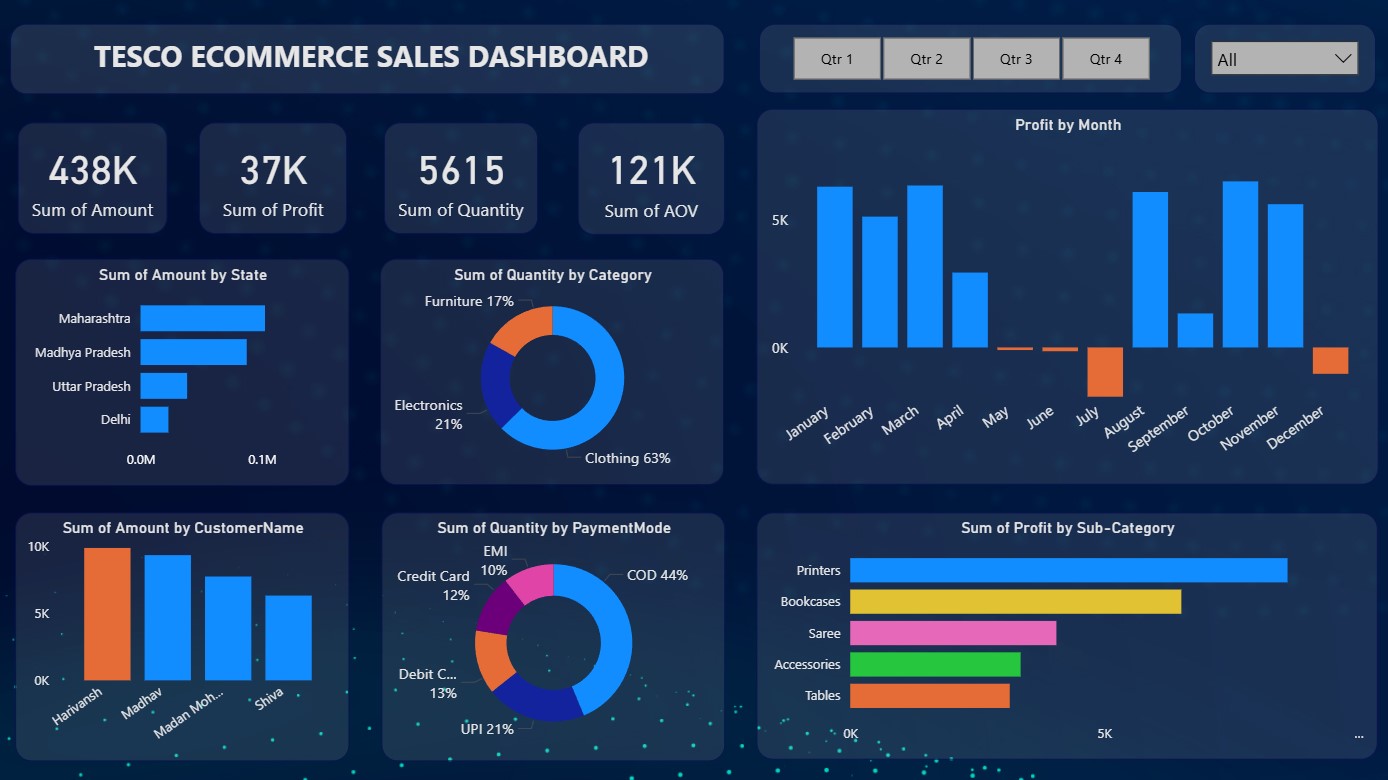 TESCO ECOMMERCE SALES DASHBOARD
Qtr 1
Qtr 2
Qtr 3
Qtr 4
All
438K
Sum of Amount
37K
Sum of Profit
5615
Sum of Quantity
121K
Sum of AOV
Profit by Month
5K
0K
January
February
March
April
May
June
July
August
September
October
November
December
Sum of Amount by State
Maharashtra
Madhya Pradesh
Uttar Pradesh
Delhi
0.0M
0.1M
Sum of Quantity by Category
Furniture 17%
Electronics
21%
Clothing 63%
Sum of Amount by CustomerName
10K
5K
0K
Harivansh
Madhav
Madan Moh...
Shiva
Sum of Quantity by PaymentMode
EMI
10%
Credit Card
12%
COD 44%
Debit C...
13%
UPI 21%
Sum of Profit by Sub-Category
Printers
Bookcases
Saree
Accessories
Tables
0K
5K
...